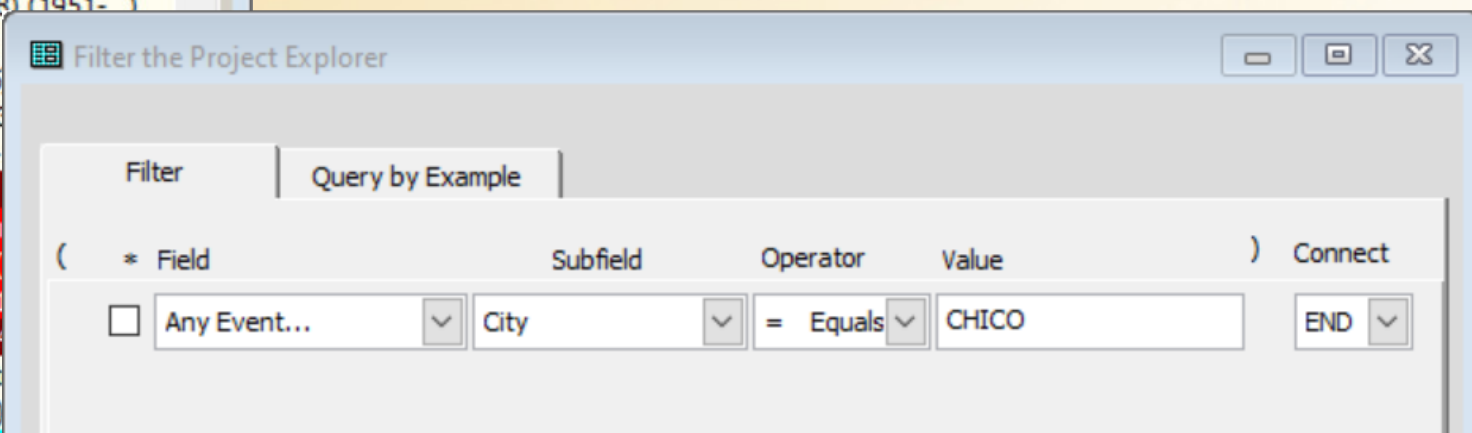 (1951-  )
Filter the Project Explorer
Filter Query by Example
( * Field Subfield Operator Value ) Connect
Any Event... City = Equals CHICO END